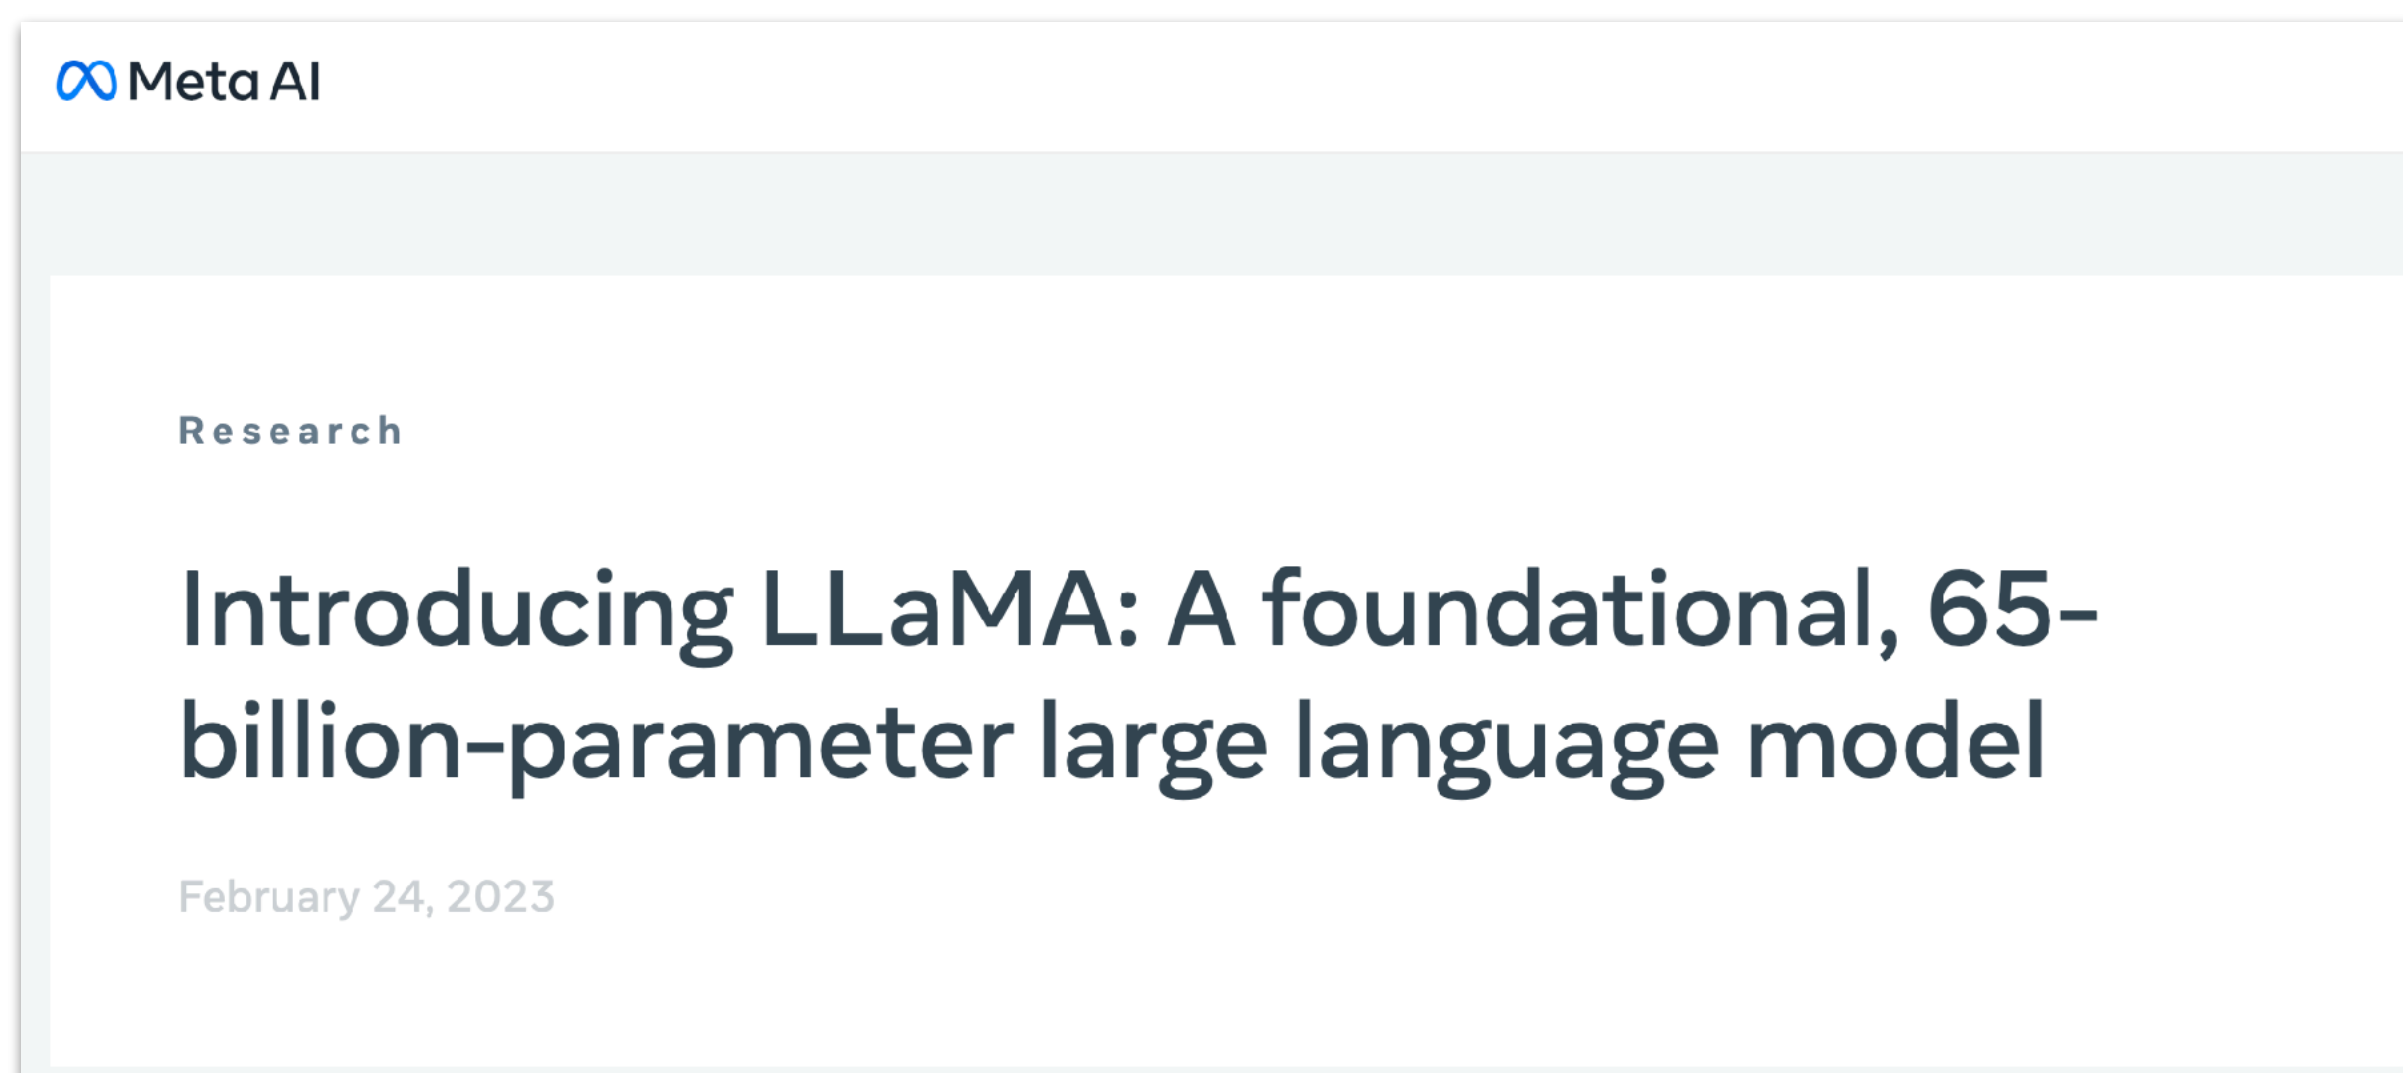 Meta AI
Research
Introducing LLaMA: A foundational, 65-
billion-parameter large language model
February 24, 2023